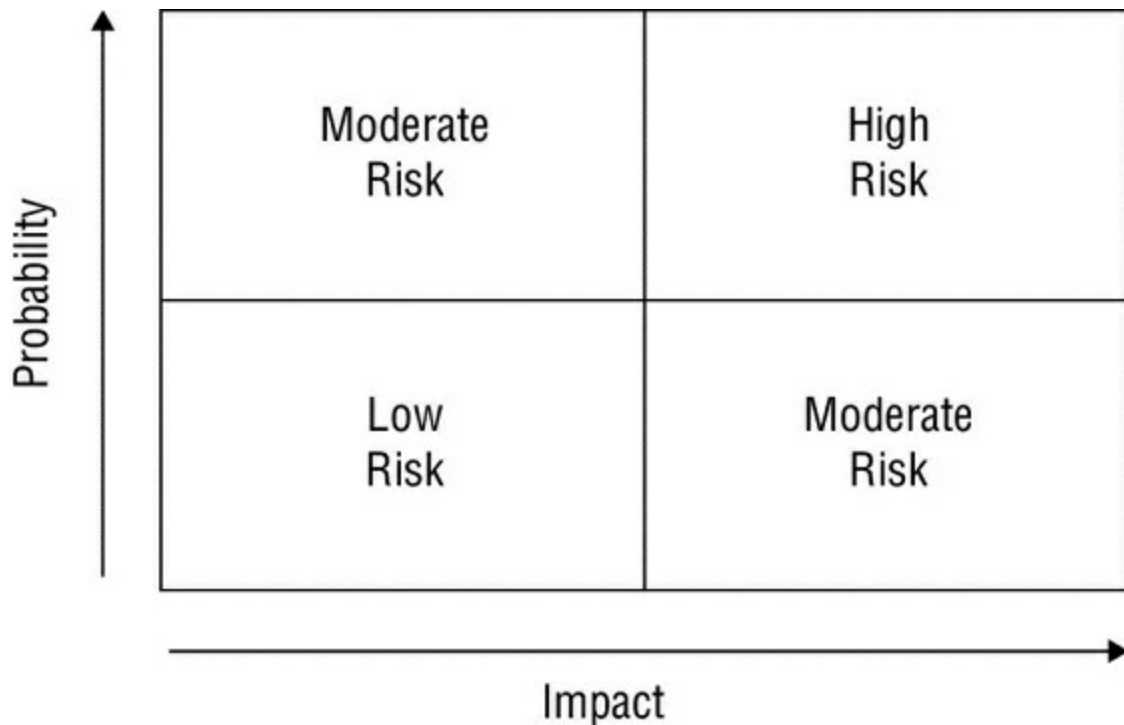 Probability
Moderate
Risk
High
Risk
Low
Risk
Moderate
Risk
Impact